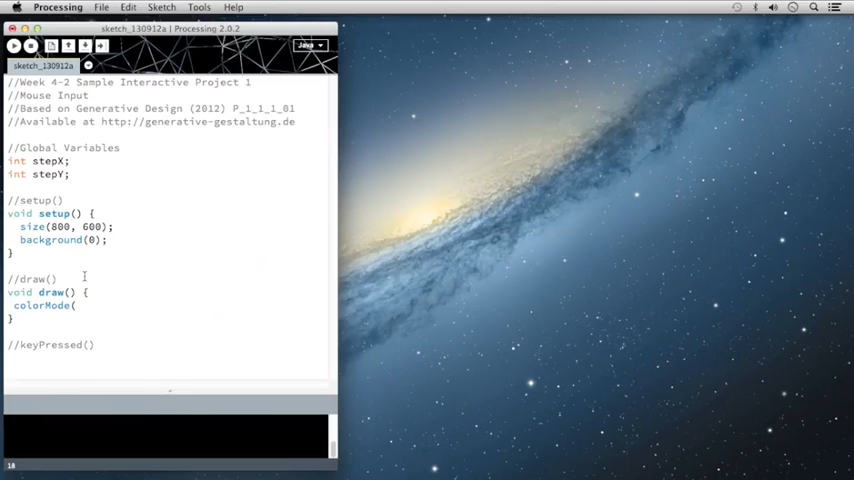 Processing File Edit Sketch Tools Help
sketch_130912a | Processing 2.0.2
Java
sketch_130912a
//Week 4-2 Sample Interactive Project 1
//Mouse Input
//Based on Generative Design (2012) P_1_1_1_01
//Available at http://generative-gestaltung.de
//Global Variables
int stepX;
int stepY;
//setup()
void setup() {
size(800, 600);
background(0);
}
//draw()
void draw() {
colorMode(
}
//keyPressed()
18